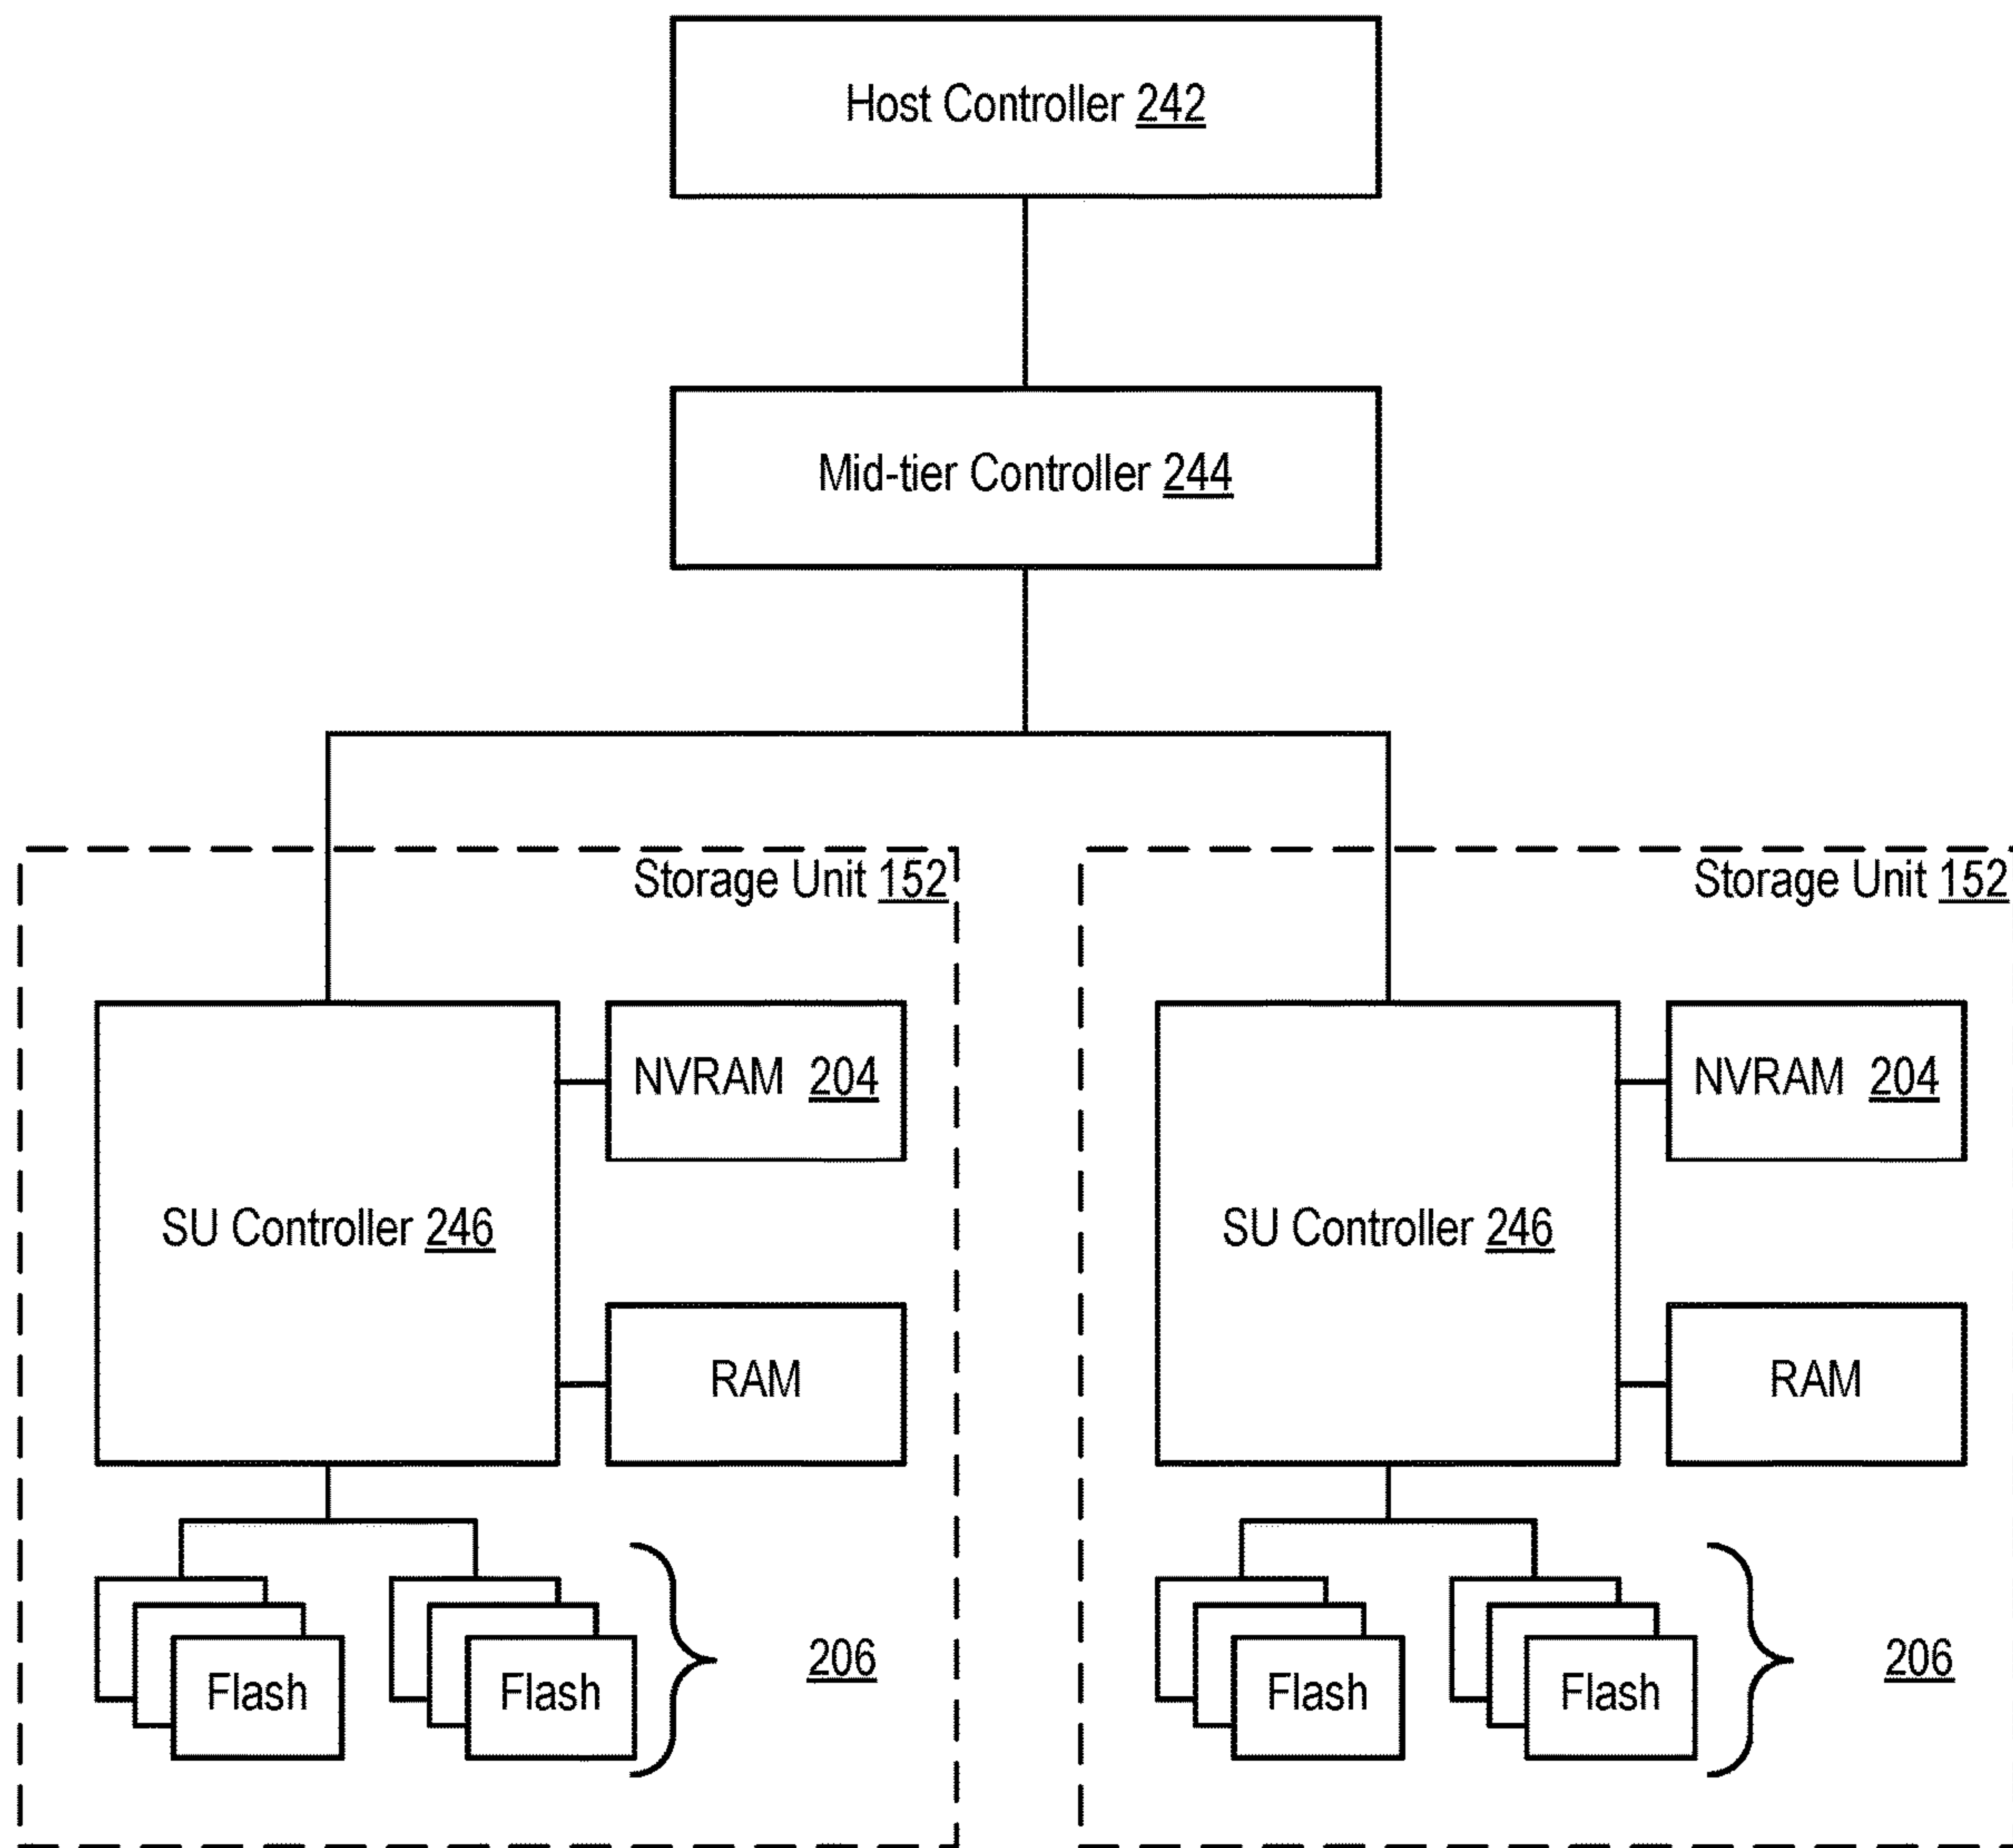 Host Controller 242
Mid-tier Controller 244
Storage Unit 152
NVRAM 204
SU Controller 246
RAM
Flash
Flash
206
Storage Unit 152
NVRAM 204
SU Controller 246
RAM
Flash
Flash
206